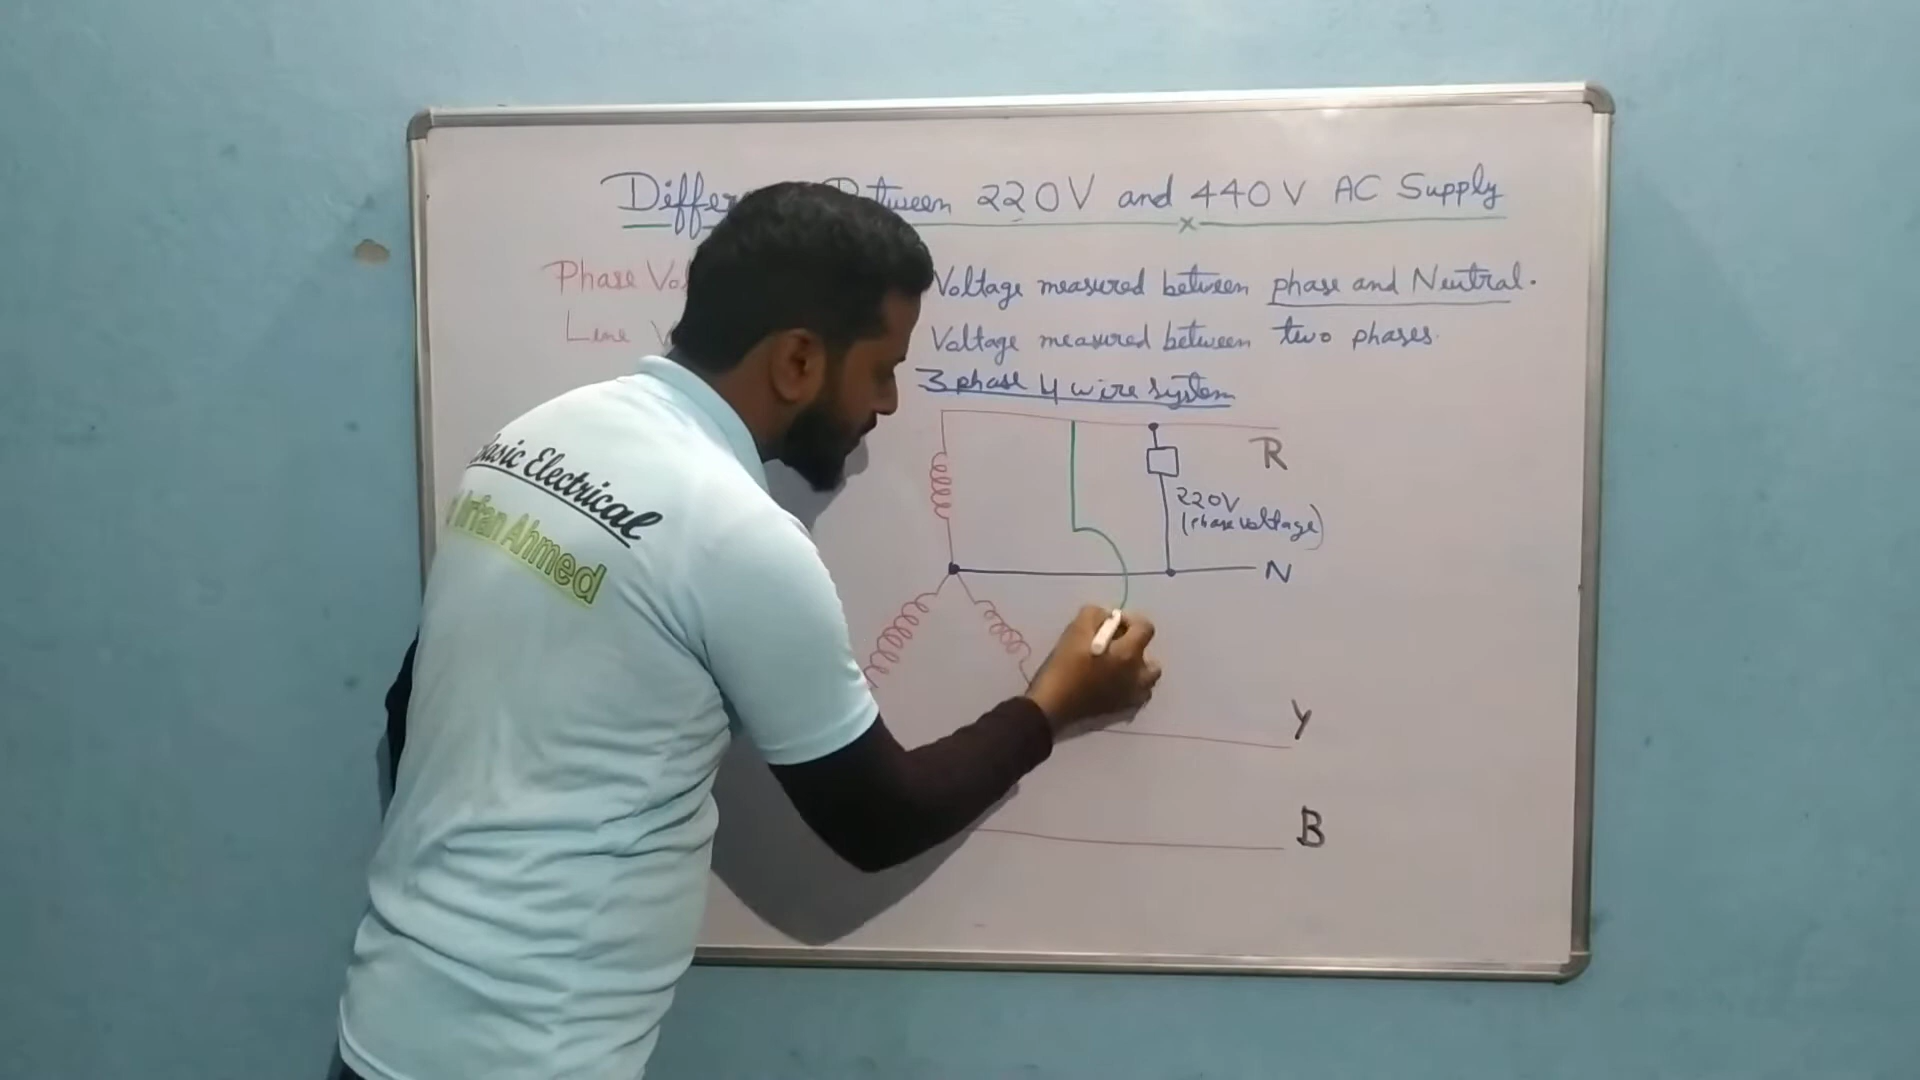 Differ Between 220V and 440V AC Supply
Phase Vol Voltage measured between phase and Neutral.
Line V Voltage measured between two phases.
3 phase 4 wire system
R
220V
(phase voltage)
N
Y
B
Basic Electrical
Irfan Ahmed